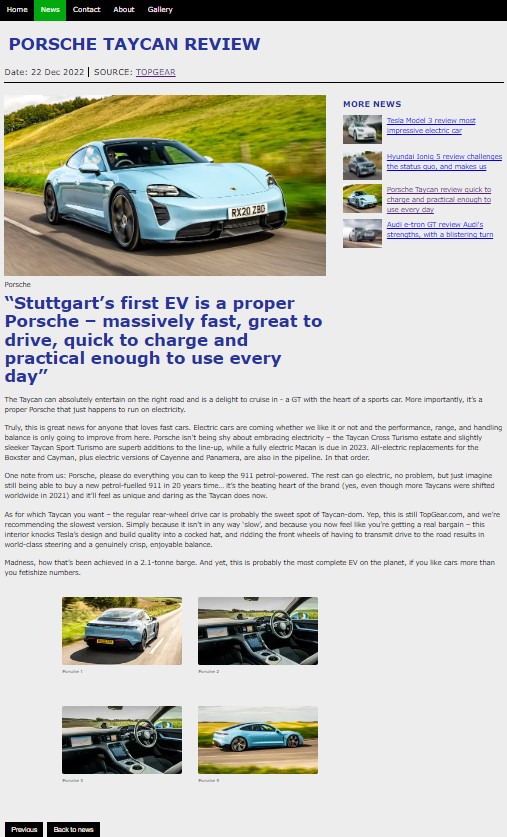 Home News Contact About Gallery
PORSCHE TAYCAN REVIEW
Date: 22 Dec 2022 | SOURCE: TOPGEAR
RX20 ZBO
Porsche
“Stuttgart’s first EV is a proper
Porsche – massively fast, great to
drive, quick to charge and
practical enough to use every
day”
The Taycan can absolutely entertain on the right road and is a delight to cruise in - a GT with the heart of a sports car. More importantly, it’s a
proper Porsche that just happens to run on electricity.
Truly, this is great news for anyone that loves fast cars. Electric cars are coming whether we like it or not and the performance, range, and handling
balance is only going to improve from here. Porsche isn’t being shy about embracing electricity – the Taycan Cross Turismo estate and slightly
sleeker Taycan Sport Turismo are superb additions to the line-up, while a fully electric Macan is due in 2023. All-electric replacements for the
Boxster and Cayman, plus electric versions of Cayenne and Panamera, are also in the pipeline. In that order.
One note from us: Porsche, please do everything you can to keep the 911 petrol-powered. The rest can go electric, no problem, but just imagine
still being able to buy a new petrol-fuelled 911 in 20 years time... it’s the beating heart of the brand (yes, even though more Taycans were shifted
worldwide in 2021) and it’ll feel as unique and daring as the Taycan does now.
As for which Taycan you want – the regular rear-wheel drive car is probably the sweet spot of Taycan-dom. Yep, this is still TopGear.com, and we’re
recommending the slowest version. Simply because it isn’t in any way ‘slow’, and because you now feel like you’re getting a real bargain – this
interior knocks Tesla’s design and build quality into a cocked hat, and ridding the front wheels of having to transmit drive to the road results in
world-class steering and a genuinely crisp, enjoyable balance.
Madness, how that’s been achieved in a 2.1-tonne barge. And yet, this is probably the most complete EV on the planet, if you like cars more than
you fetishize numbers.
Porsche 1
Porsche 2
Porsche 3
Porsche 4
MORE NEWS
Tesla Model 3 review most
impressive electric car
Hyundai Ioniq 5 review challenges
the status quo, and makes us
Porsche Taycan review quick to
charge and practical enough to
use every day
Audi e-tron GT review Audi’s
strengths, with a blistering turn
Previous Back to news